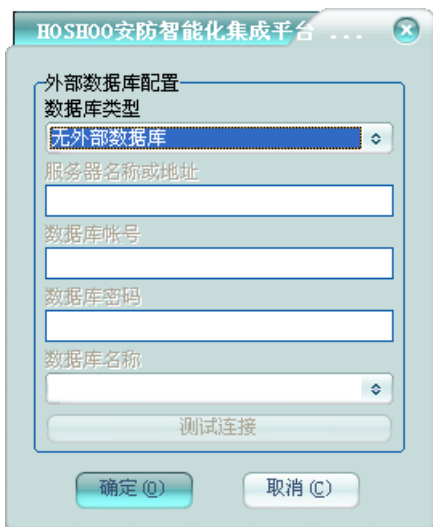 HOSHOO安防智能化集成平台 ...
外部数据库配置
数据库类型
无外部数据库
服务器名称或地址
数据库帐号
数据库密码
数据库名称
测试连接
确定(O)
取消(C)